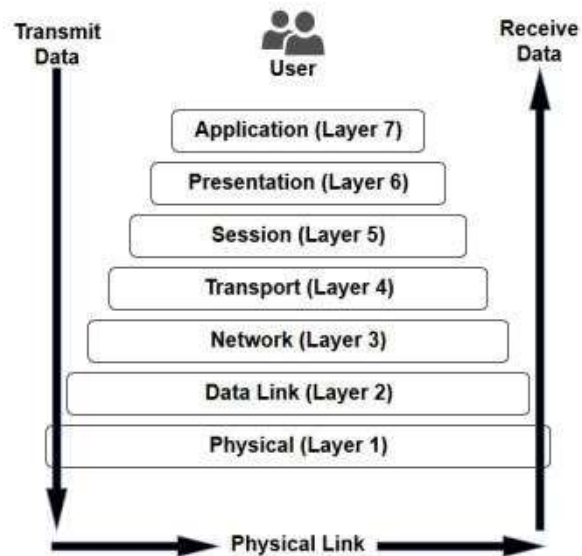 Transmit
Data
User
Receive
Data
Application (Layer 7)
Presentation (Layer 6)
Session (Layer 5)
Transport (Layer 4)
Network (Layer 3)
Data Link (Layer 2)
Physical (Layer 1)
Physical Link